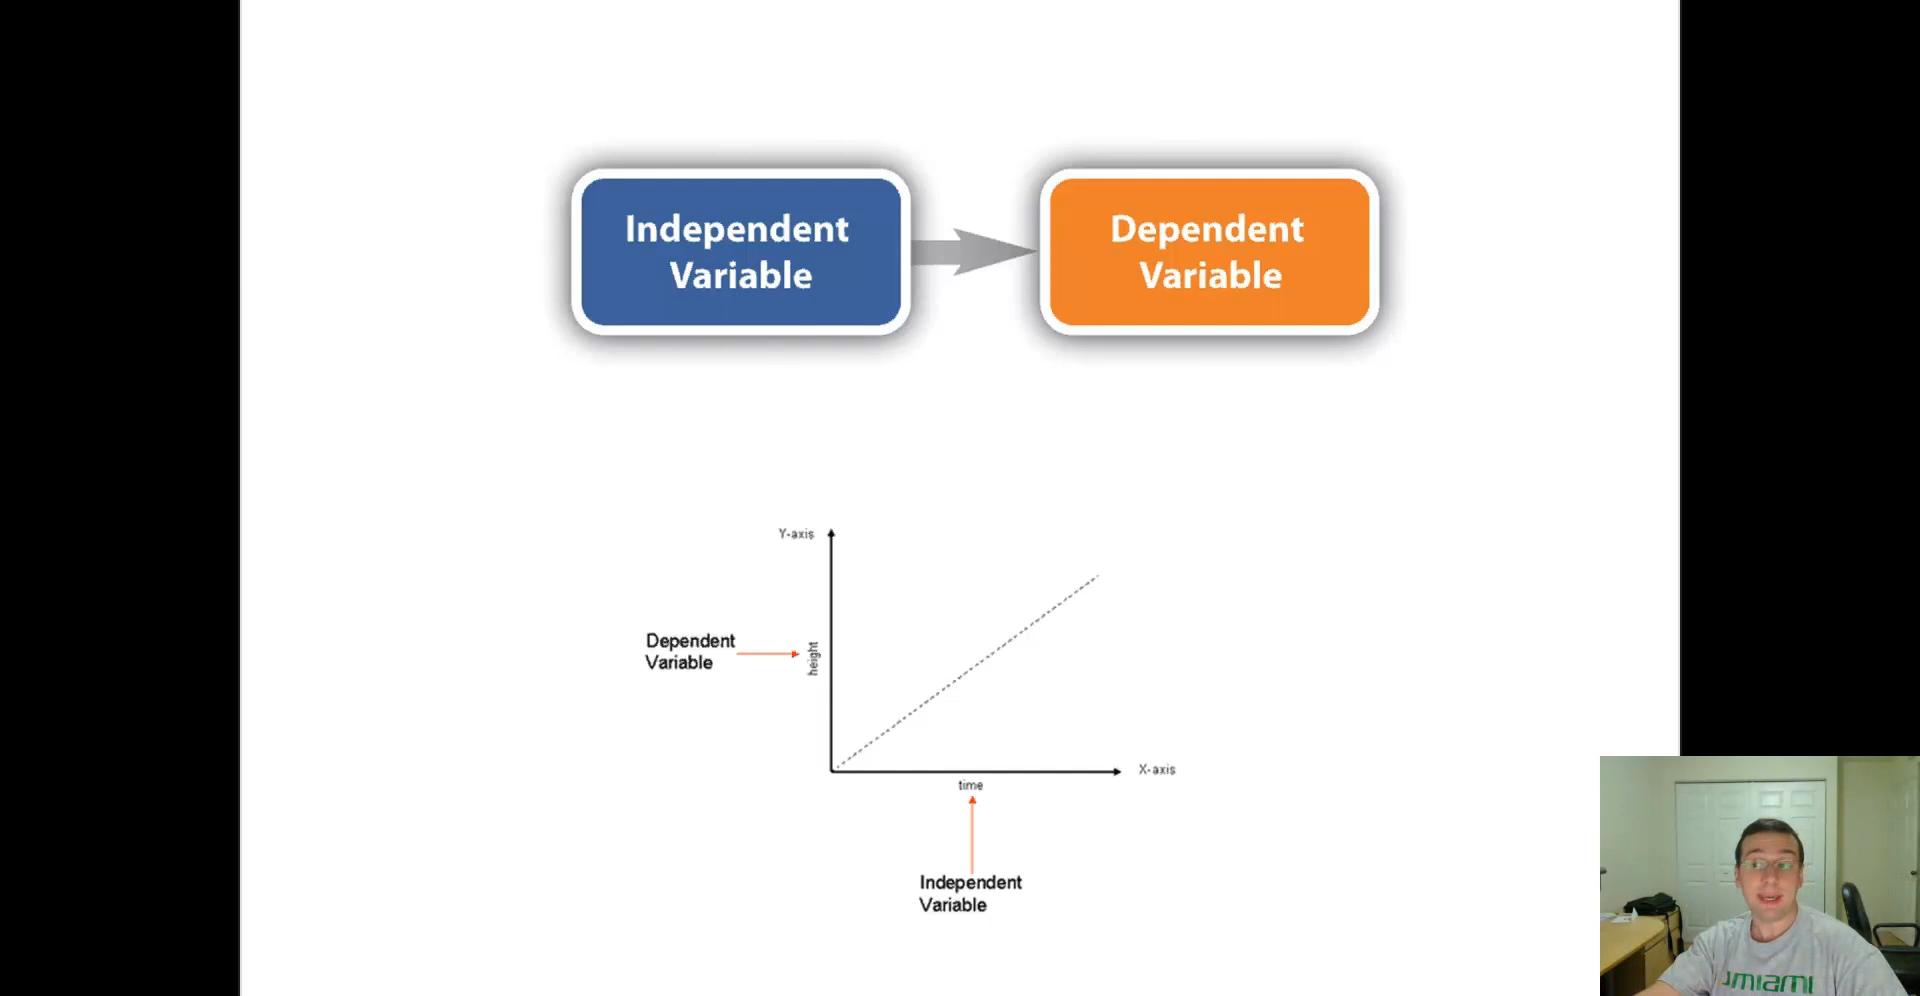 Independent
Variable
Dependent
Variable
Y-axis
Dependent
Variable
height
X-axis
time
Independent
Variable
MIAMI